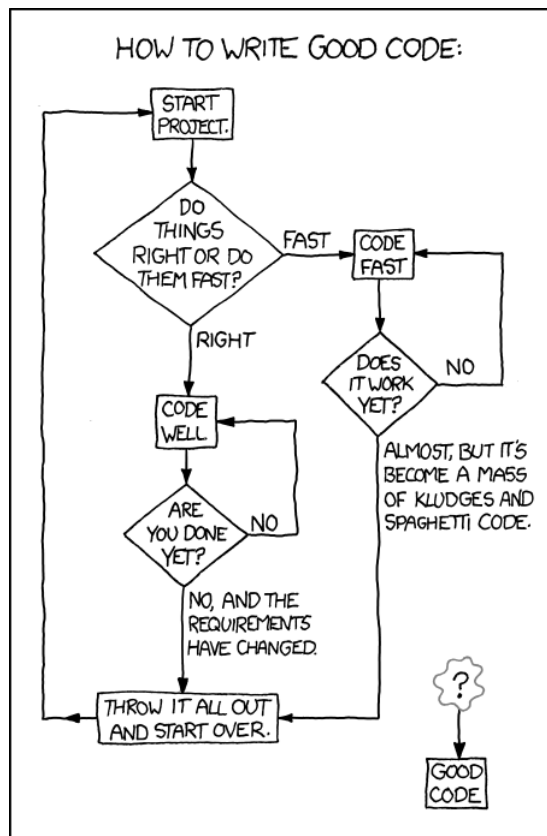 HOW TO WRITE GOOD CODE:
START
PROJECT.
DO
THINGS
RIGHT OR DO
THEM FAST?
FAST
CODE
FAST
RIGHT
DOES
IT WORK
YET?
NO
CODE
WELL
ALMOST, BUT IT'S
BECOME A MASS
OF KLUDGES AND
SPAGHETTI CODE.
ARE
YOU DONE
YET?
NO
NO, AND THE
REQUIREMENTS
HAVE CHANGED.
THROW IT ALL OUT
AND START OVER.
?
GOOD
CODE